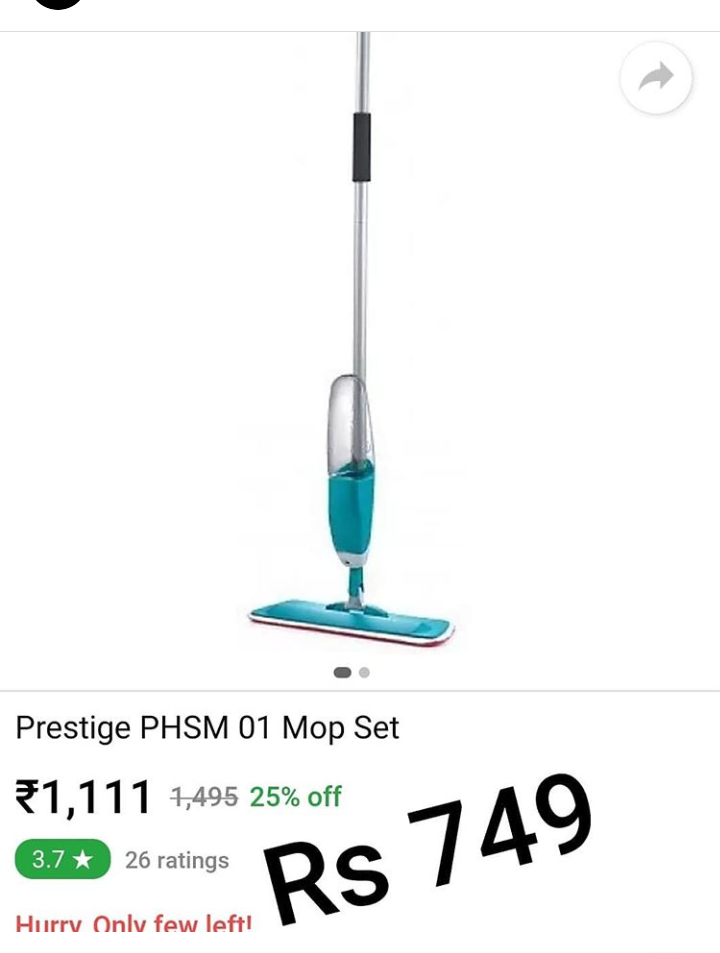 Prestige PHSM 01 Mop Set
₹1,111 1,495 25% off
3.7 ★ 26 ratings
Rs 749
Hurry, Only few left!